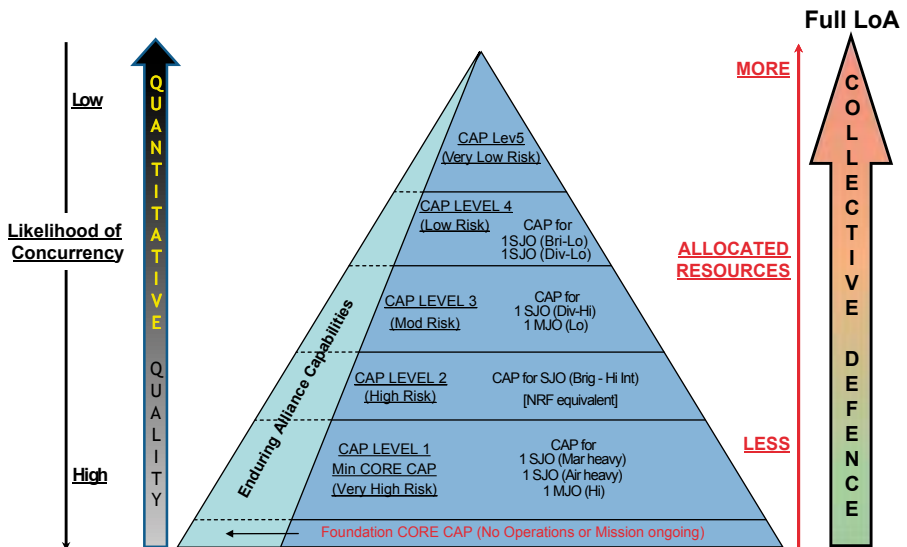 Full LoA
MORE
Low
QUANTITATIVE QUALITY
COLLECTIVE DEFENCE
CAP Lev5
(Very Low Risk)
CAP LEVEL 4
(Low Risk)
CAP for
1SJO (Bri-Lo)
1SJO (Div-Lo)
Likelihood of
Concurrency
ALLOCATED
RESOURCES
CAP LEVEL 3
(Mod Risk)
CAP for
1 SJO (Div-Hi)
1 MJO (Lo)
Enduring Alliance Capabilities
CAP LEVEL 2
(High Risk)
CAP for SJO (Brig - Hi Int)
[NRF equivalent]
LESS
CAP LEVEL 1
Min CORE CAP
(Very High Risk)
CAP for
1 SJO (Mar heavy)
1 SJO (Air heavy)
1 MJO (Hi)
High
Foundation CORE CAP (No Operations or Mission ongoing)